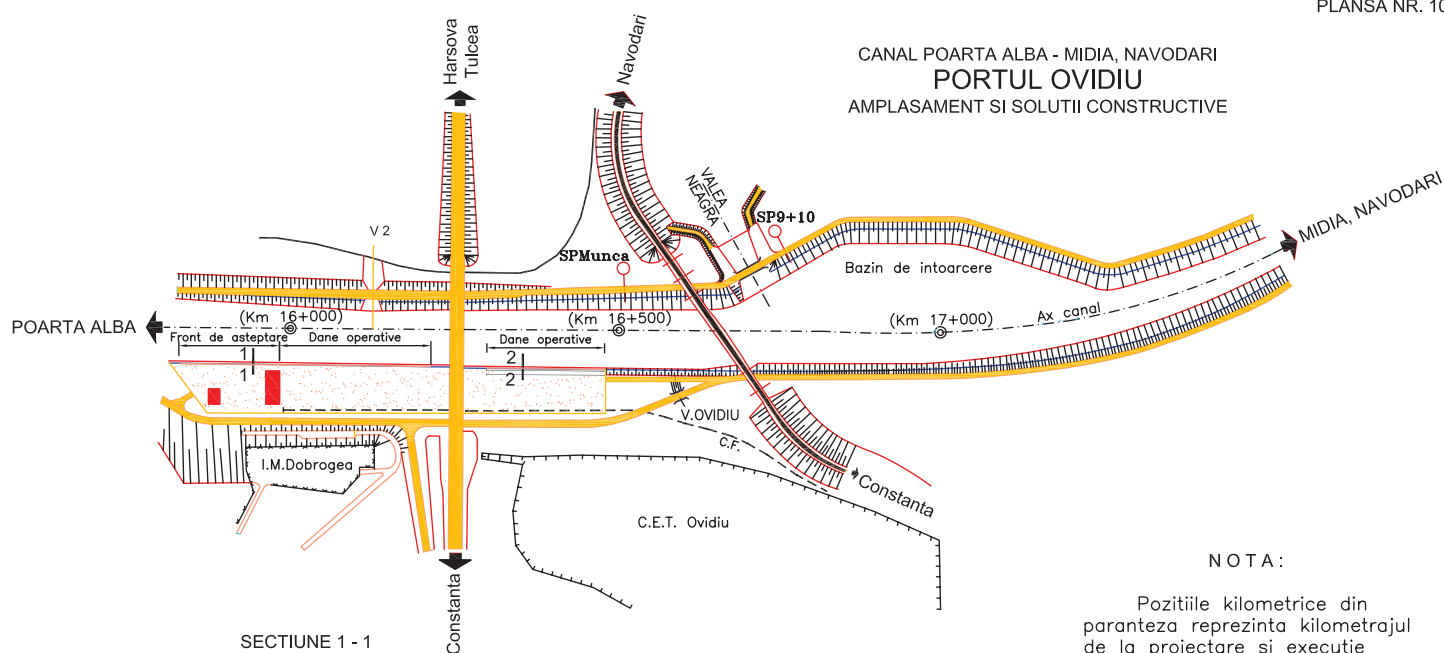 PLANSA NR. 10
CANAL POARTA ALBA - MIDIA, NAVODARI
PORTUL OVIDIU
AMPLASAMENT SI SOLUTII CONSTRUCTIVE
Harsova
Tulcea
Navodari
VALEA
NEAGRA
SP9+10
V 2
SPMunca
Bazin de intoarcere
MIDIA, NAVODARI
POARTA ALBA
(Km 16+000)
(Km 16+500)
(Km 17+000)
Ax canal
Front de asteptare
Dane operative
Dane operative
1
1
2
2
V.OVIDIU
C.F.
I.M.Dobrogea
Constanta
C.E.T. Ovidiu
Constanta
NOTA:
Pozitiile kilometrice din
paranteza reprezinta kilometrajul
de la proiectare si executie
SECTIUNE 1 - 1